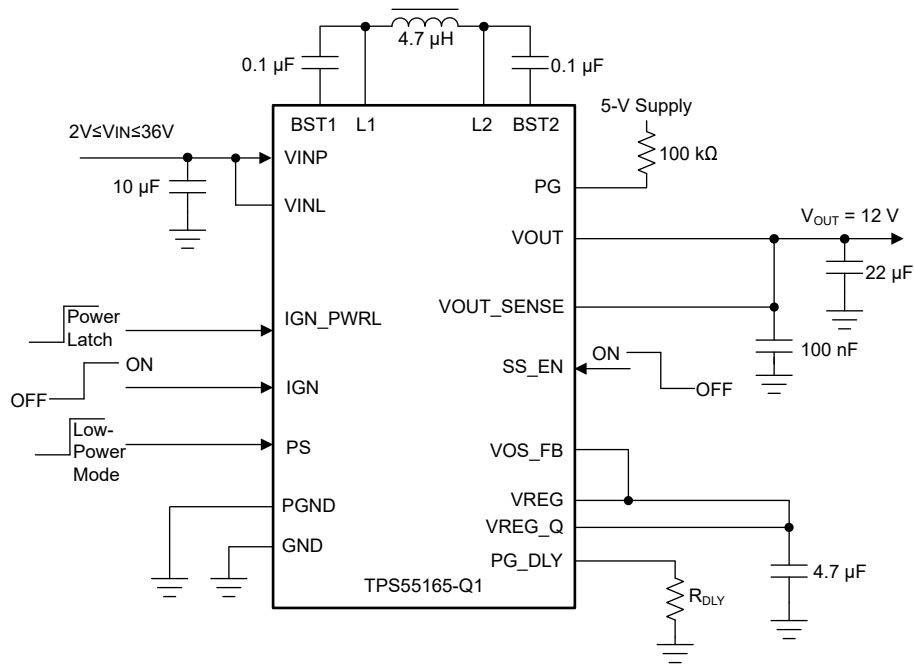 4.7 µH
0.1 µF
0.1 µF
BST1
L1
L2
BST2
5-V Supply
100 kΩ
2V≤VIN≤36V
VINP
10 µF
VINL
PG
VOUT
VOUT = 12 V
22 µF
VOUT_SENSE
100 nF
Power
Latch
IGN_PWRL
ON
OFF
IGN
SS_EN
ON
OFF
Low-
Power
Mode
PS
VOS_FB
VREG
VREG_Q
PGND
GND
PG_DLY
4.7 µF
TPS55165-Q1
RDLY